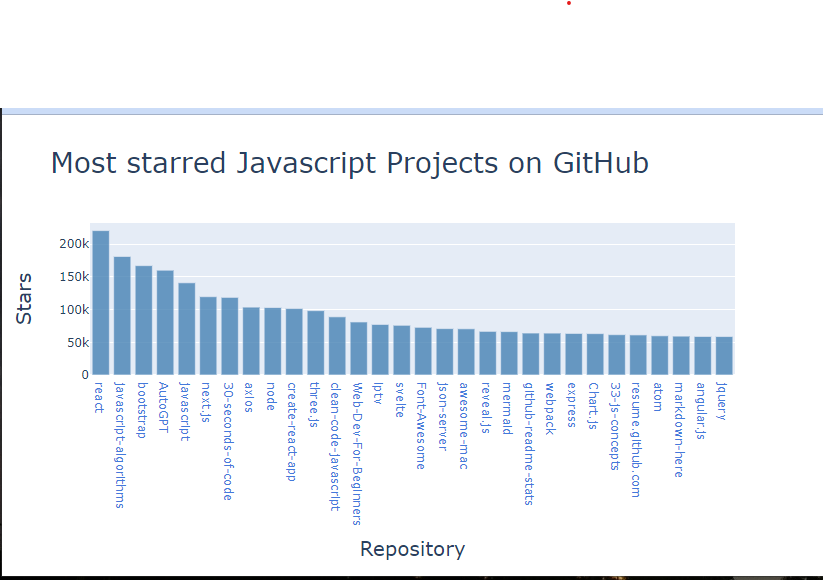 Most starred Javascript Projects on GitHub
Stars
200k
150k
100k
50k
0
react
javascript-algorithms
bootstrap
AutoGPT
javascript
next.js
30-seconds-of-code
axios
node
create-react-app
three.js
clean-code-javascript
Web-Dev-For-Beginners
iptv
svelte
Font-Awesome
json-server
awesome-mac
reveal.js
mermaid
github-readme-stats
webpack
express
Chart.js
33-js-concepts
resume.github.com
atom
markdown-here
angular.js
jquery
Repository